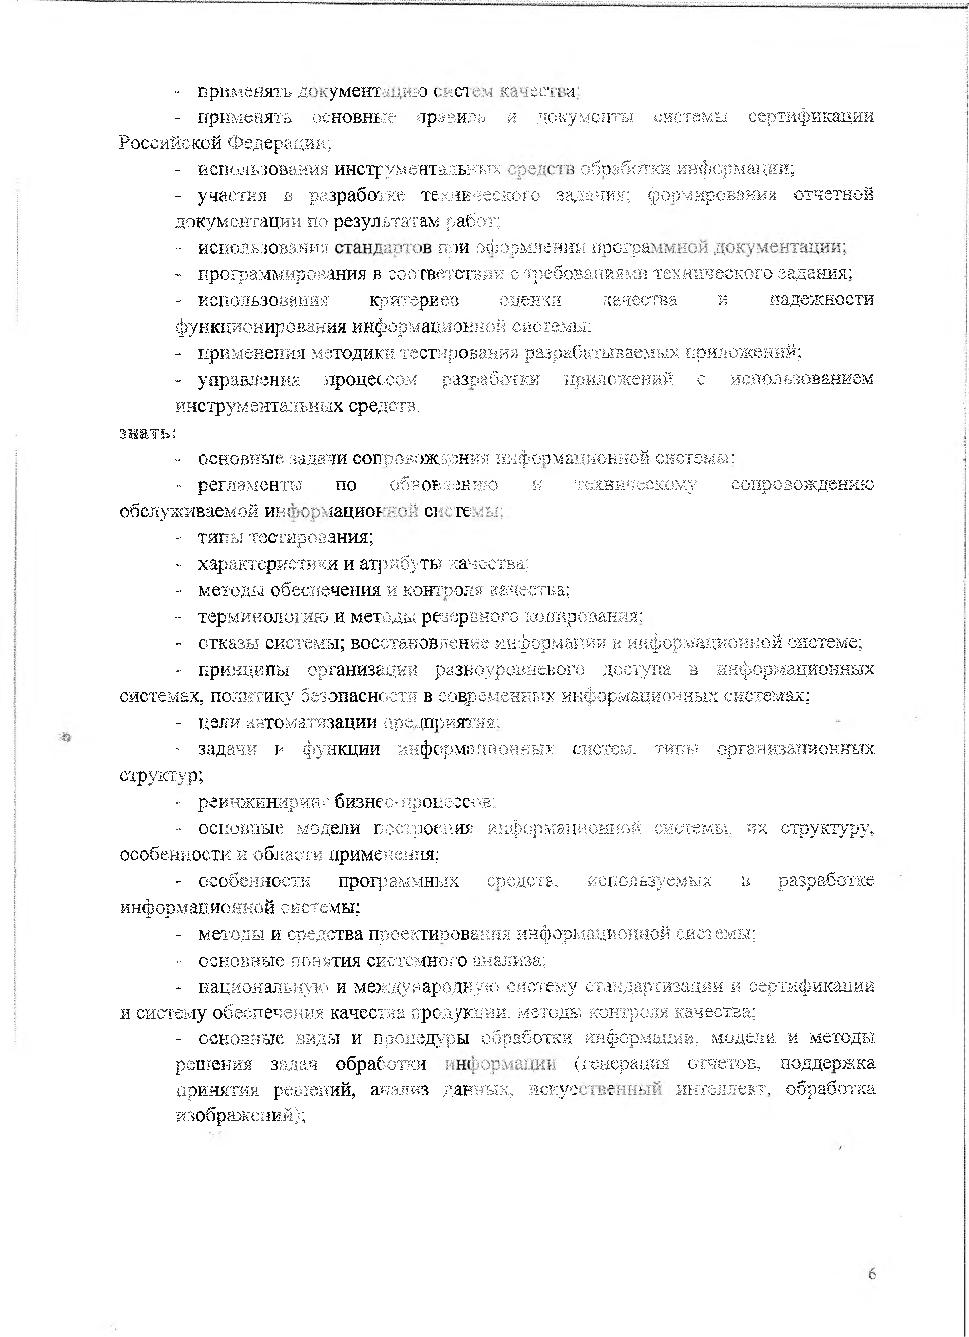 - применять документацию систем качества;
- применять основные правила и документы системы сертификации
Российской Федерации;
- использования инструментальных средств обработки информации;
- участия в разработке технического задания; формирования отчетной
документации по результатам работ;
- использования стандартов при оформлении программной документации;
- программирования в соответствии с требованиями технического задания;
- использования критериев оценки качества и надежности
функционирования информационной системы;
- применения методики тестирования разрабатываемых приложений;
- управления процессом разработки приложений с использованием
инструментальных средств.
знать:
- основные задачи сопровождения информационной системы;
- регламенты по обновлению и техническому сопровождению
обслуживаемой информационной системы;
- типы тестирования;
- характеристики и атрибуты качества;
- методы обеспечения и контроля качества;
- терминологию и методы резервного копирования;
- отказы системы; восстановление информации в информационной системе;
- принципы организации разноуровневого доступа в информационных
системах, политику безопасности в современных информационных системах;
- цели автоматизации предприятия;
- задачи и функции информационных систем, типы организационных
структур;
- реинжиниринг бизнес-процессов;
- основные модели построения информационной системы, их структуру,
особенности и области применения;
- особенности программных средств, используемых в разработке
информационной системы;
- методы и средства проектирования информационной системы;
- основные понятия системного анализа;
- национальную и международную систему стандартизации и сертификации
и систему обеспечения качества продукции, методы контроля качества;
- основные виды и процедуры обработки информации, модели и методы
решения задач обработки информации (генерация отчетов, поддержка
принятия решений, анализ данных, искусственный интеллект, обработка
изображений);
6